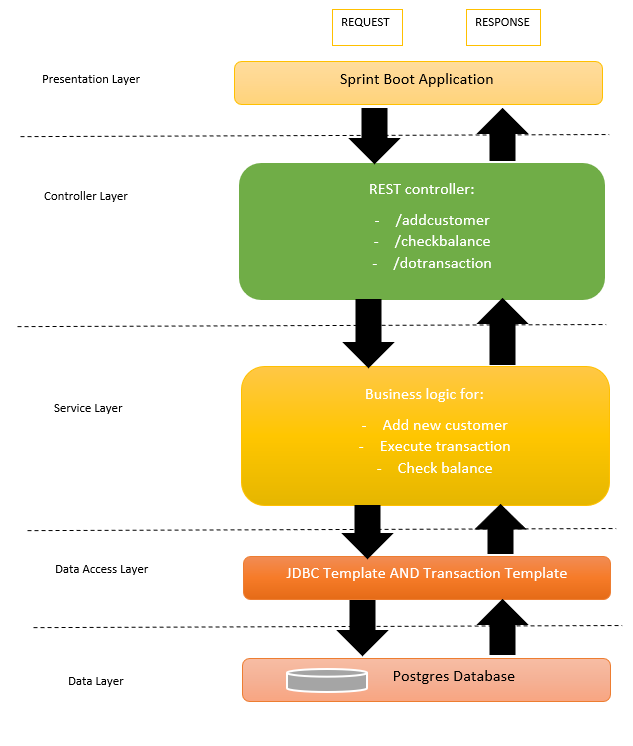 REQUEST
RESPONSE
Presentation Layer
Sprint Boot Application
Controller Layer
REST controller:
- /addcustomer
- /checkbalance
- /dotransaction
Service Layer
Business logic for:
- Add new customer
- Execute transaction
- Check balance
Data Access Layer
JDBC Template AND Transaction Template
Data Layer
Postgres Database